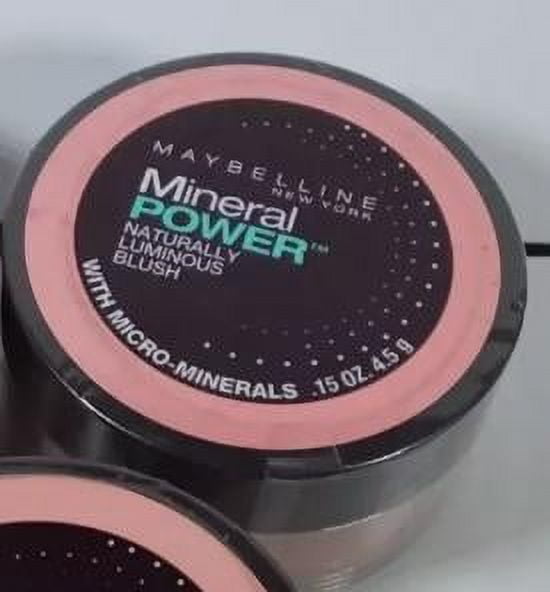 MAYBELLINE
NEW YORK
Mineral
POWER™
NATURALLY
LUMINOUS
BLUSH
WITH MICRO-MINERALS .15 OZ. 4.5 g